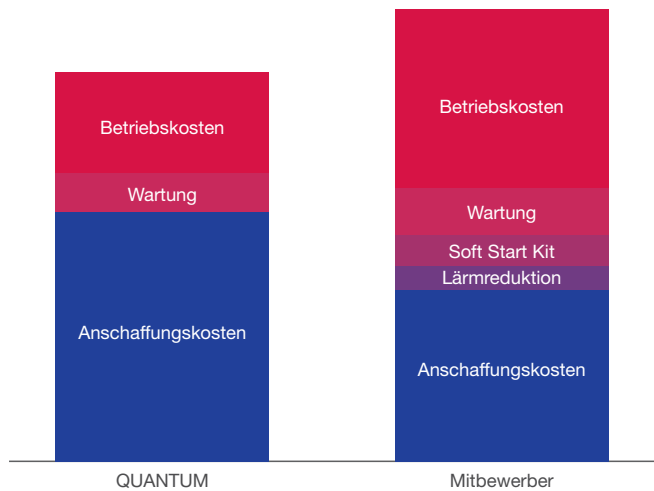 Betriebskosten
Wartung
Anschaffungskosten
QUANTUM
Betriebskosten
Wartung
Soft Start Kit
Lärmreduktion
Anschaffungskosten
Mitbewerber